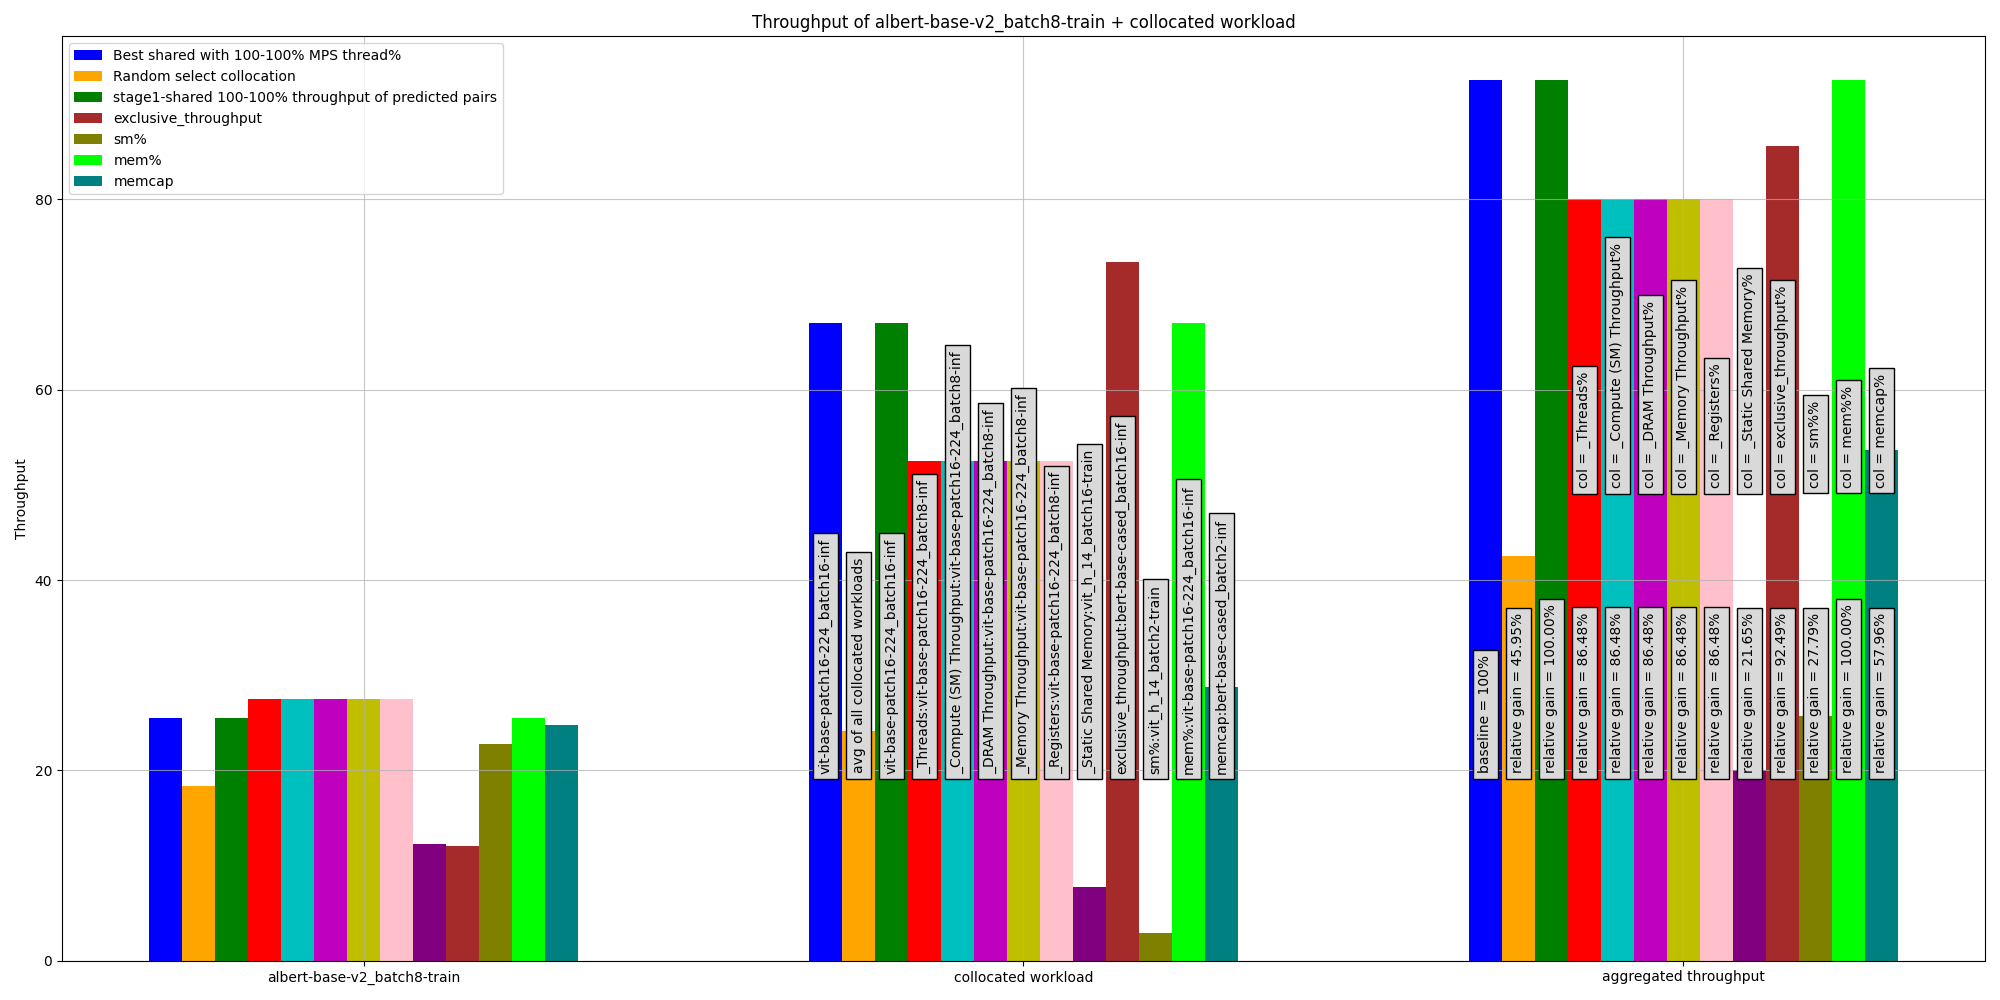 Throughput of albert-base-v2_batch8-train + collocated workload
Best shared with 100-100% MPS thread%
Random select collocation
stage1-shared 100-100% throughput of predicted pairs
exclusive_throughput
sm%
mem%
memcap
Throughput
80
60
40
20
0
vit-base-patch16-224_batch16-inf
avg of all collocated workloads
vit-base-patch16-224_batch16-inf
_Threads:vit-base-patch16-224_batch8-inf
_Compute (SM) Throughput:vit-base-patch16-224_batch8-inf
_DRAM Throughput:vit-base-patch16-224_batch8-inf
_Memory Throughput:vit-base-patch16-224_batch8-inf
_Registers:vit-base-patch16-224_batch8-inf
_Static Shared Memory:vit_h_14_batch16-train
exclusive_throughput:bert-base-cased_batch16-inf
sm%:vit_h_14_batch2-train
mem%:vit-base-patch16-224_batch16-inf
memcap:bert-base-cased_batch2-inf
col = _Threads%
col = _Compute (SM) Throughput%
col = _DRAM Throughput%
col = _Memory Throughput%
col = _Registers%
col = _Static Shared Memory%
col = exclusive_throughput%
col = sm%%
col = mem%%
col = memcap%
baseline = 100%
relative gain = 45.95%
relative gain = 100.00%
relative gain = 86.48%
relative gain = 86.48%
relative gain = 86.48%
relative gain = 86.48%
relative gain = 86.48%
relative gain = 21.65%
relative gain = 92.49%
relative gain = 27.79%
relative gain = 100.00%
relative gain = 57.96%
albert-base-v2_batch8-train
collocated workload
aggregated throughput